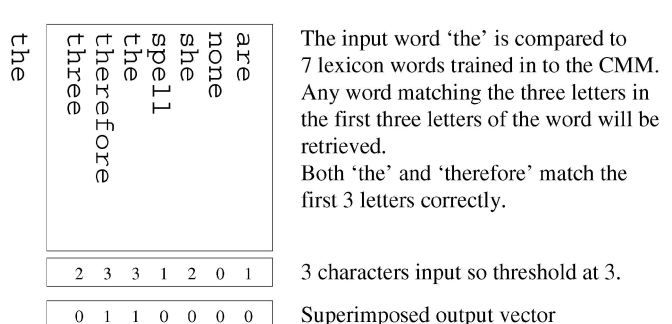 the
three
therefore
the
spell
she
none
are
The input word ‘the’ is compared to
7 lexicon words trained in to the CMM.
Any word matching the three letters in
the first three letters of the word will be
retrieved.
Both ‘the’ and ‘therefore’ match the
first 3 letters correctly.
2 3 3 1 2 0 1
3 characters input so threshold at 3.
0 1 1 0 0 0 0
Superimposed output vector